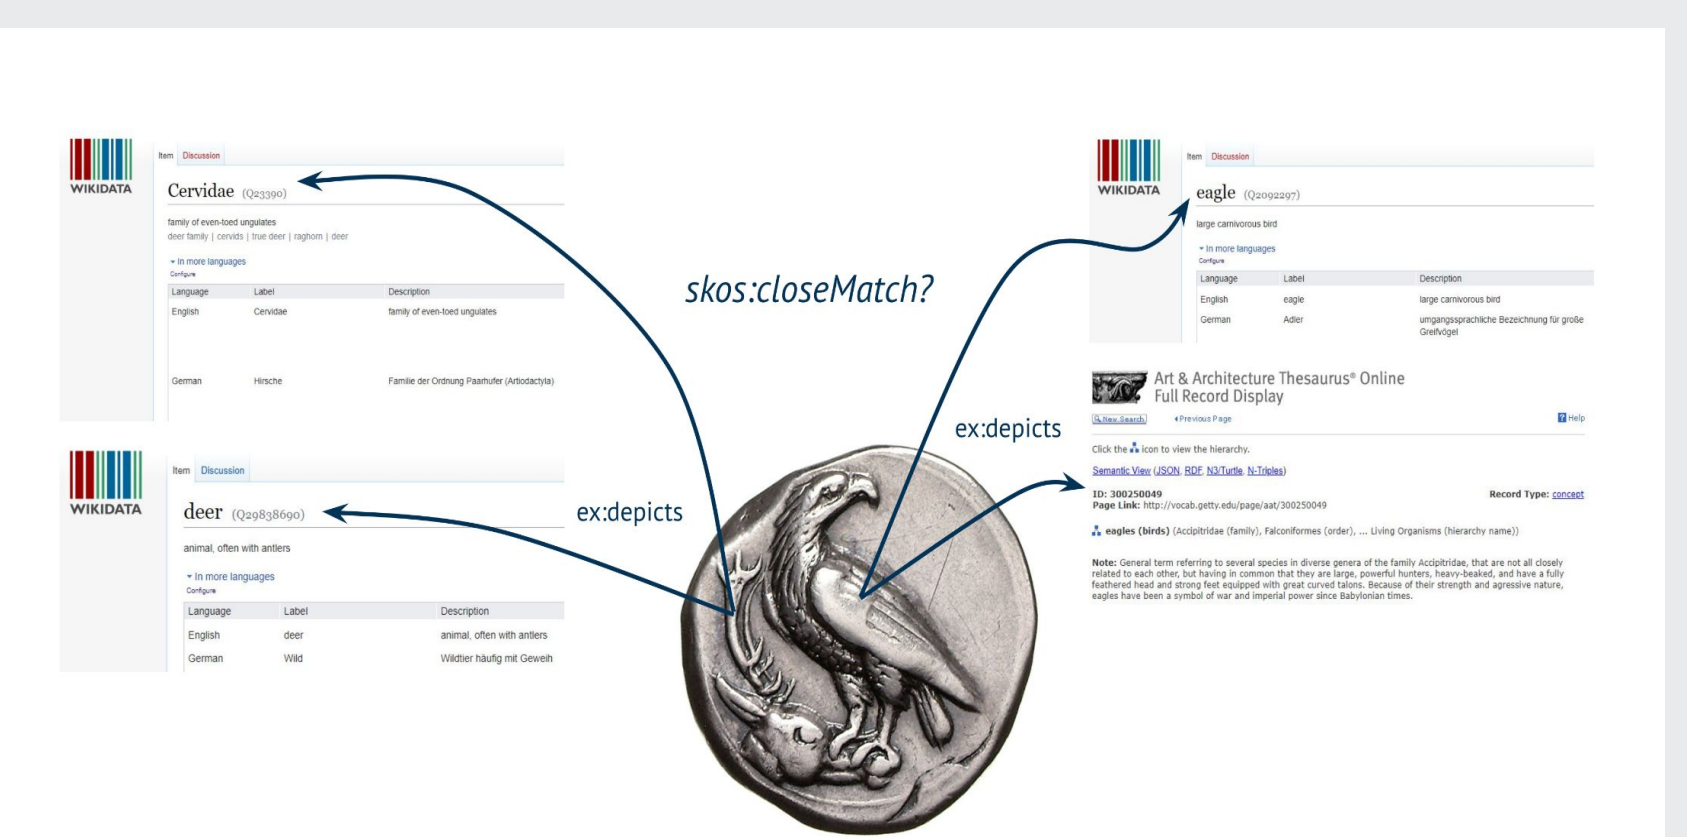 WIKIDATA
Item Discussion
Cervidae (Q23390)
family of even-toed ungulates
deer family | cervids | true deer | raghorn | deer
In more languages
Configure
Language Label Description
English Cervidae family of even-toed ungulates
German Hirsche Familie der Ordnung Paarhufer (Artiodactyla)
WIKIDATA
Item Discussion
deer (Q29838690)
animal, often with antlers
In more languages
Configure
Language Label Description
English deer animal, often with antlers
German Wild Wildtier häufig mit Geweih
skos:closeMatch?
ex:depicts
ex:depicts
WIKIDATA
Item Discussion
eagle (Q2092297)
large carnivorous bird
In more languages
Configure
Language Label Description
English eagle large carnivorous bird
German Adler umgangssprachliche Bezeichnung für große
Greifvögel
Art & Architecture Thesaurus® Online
Full Record Display
New Search Previous Page Help
Click the icon to view the hierarchy.
Semantic View (JSON, RDF, N3/Turtle, N-Triples)
ID: 300250049 Record Type: concept
Page Link: http://vocab.getty.edu/page/aat/300250049
eagles (birds) (Accipitridae (family), Falconiformes (order), ... Living Organisms (hierarchy name))
Note: General term referring to several species in diverse genera of the family Accipitridae, that are not all closely
related to each other, but having in common that they are large, powerful hunters, heavy-beaked, and have a fully
feathered head and strong feet equipped with great curved talons. Because of their strength and agressive nature,
eagles have been a symbol of war and imperial power since Babylonian times.